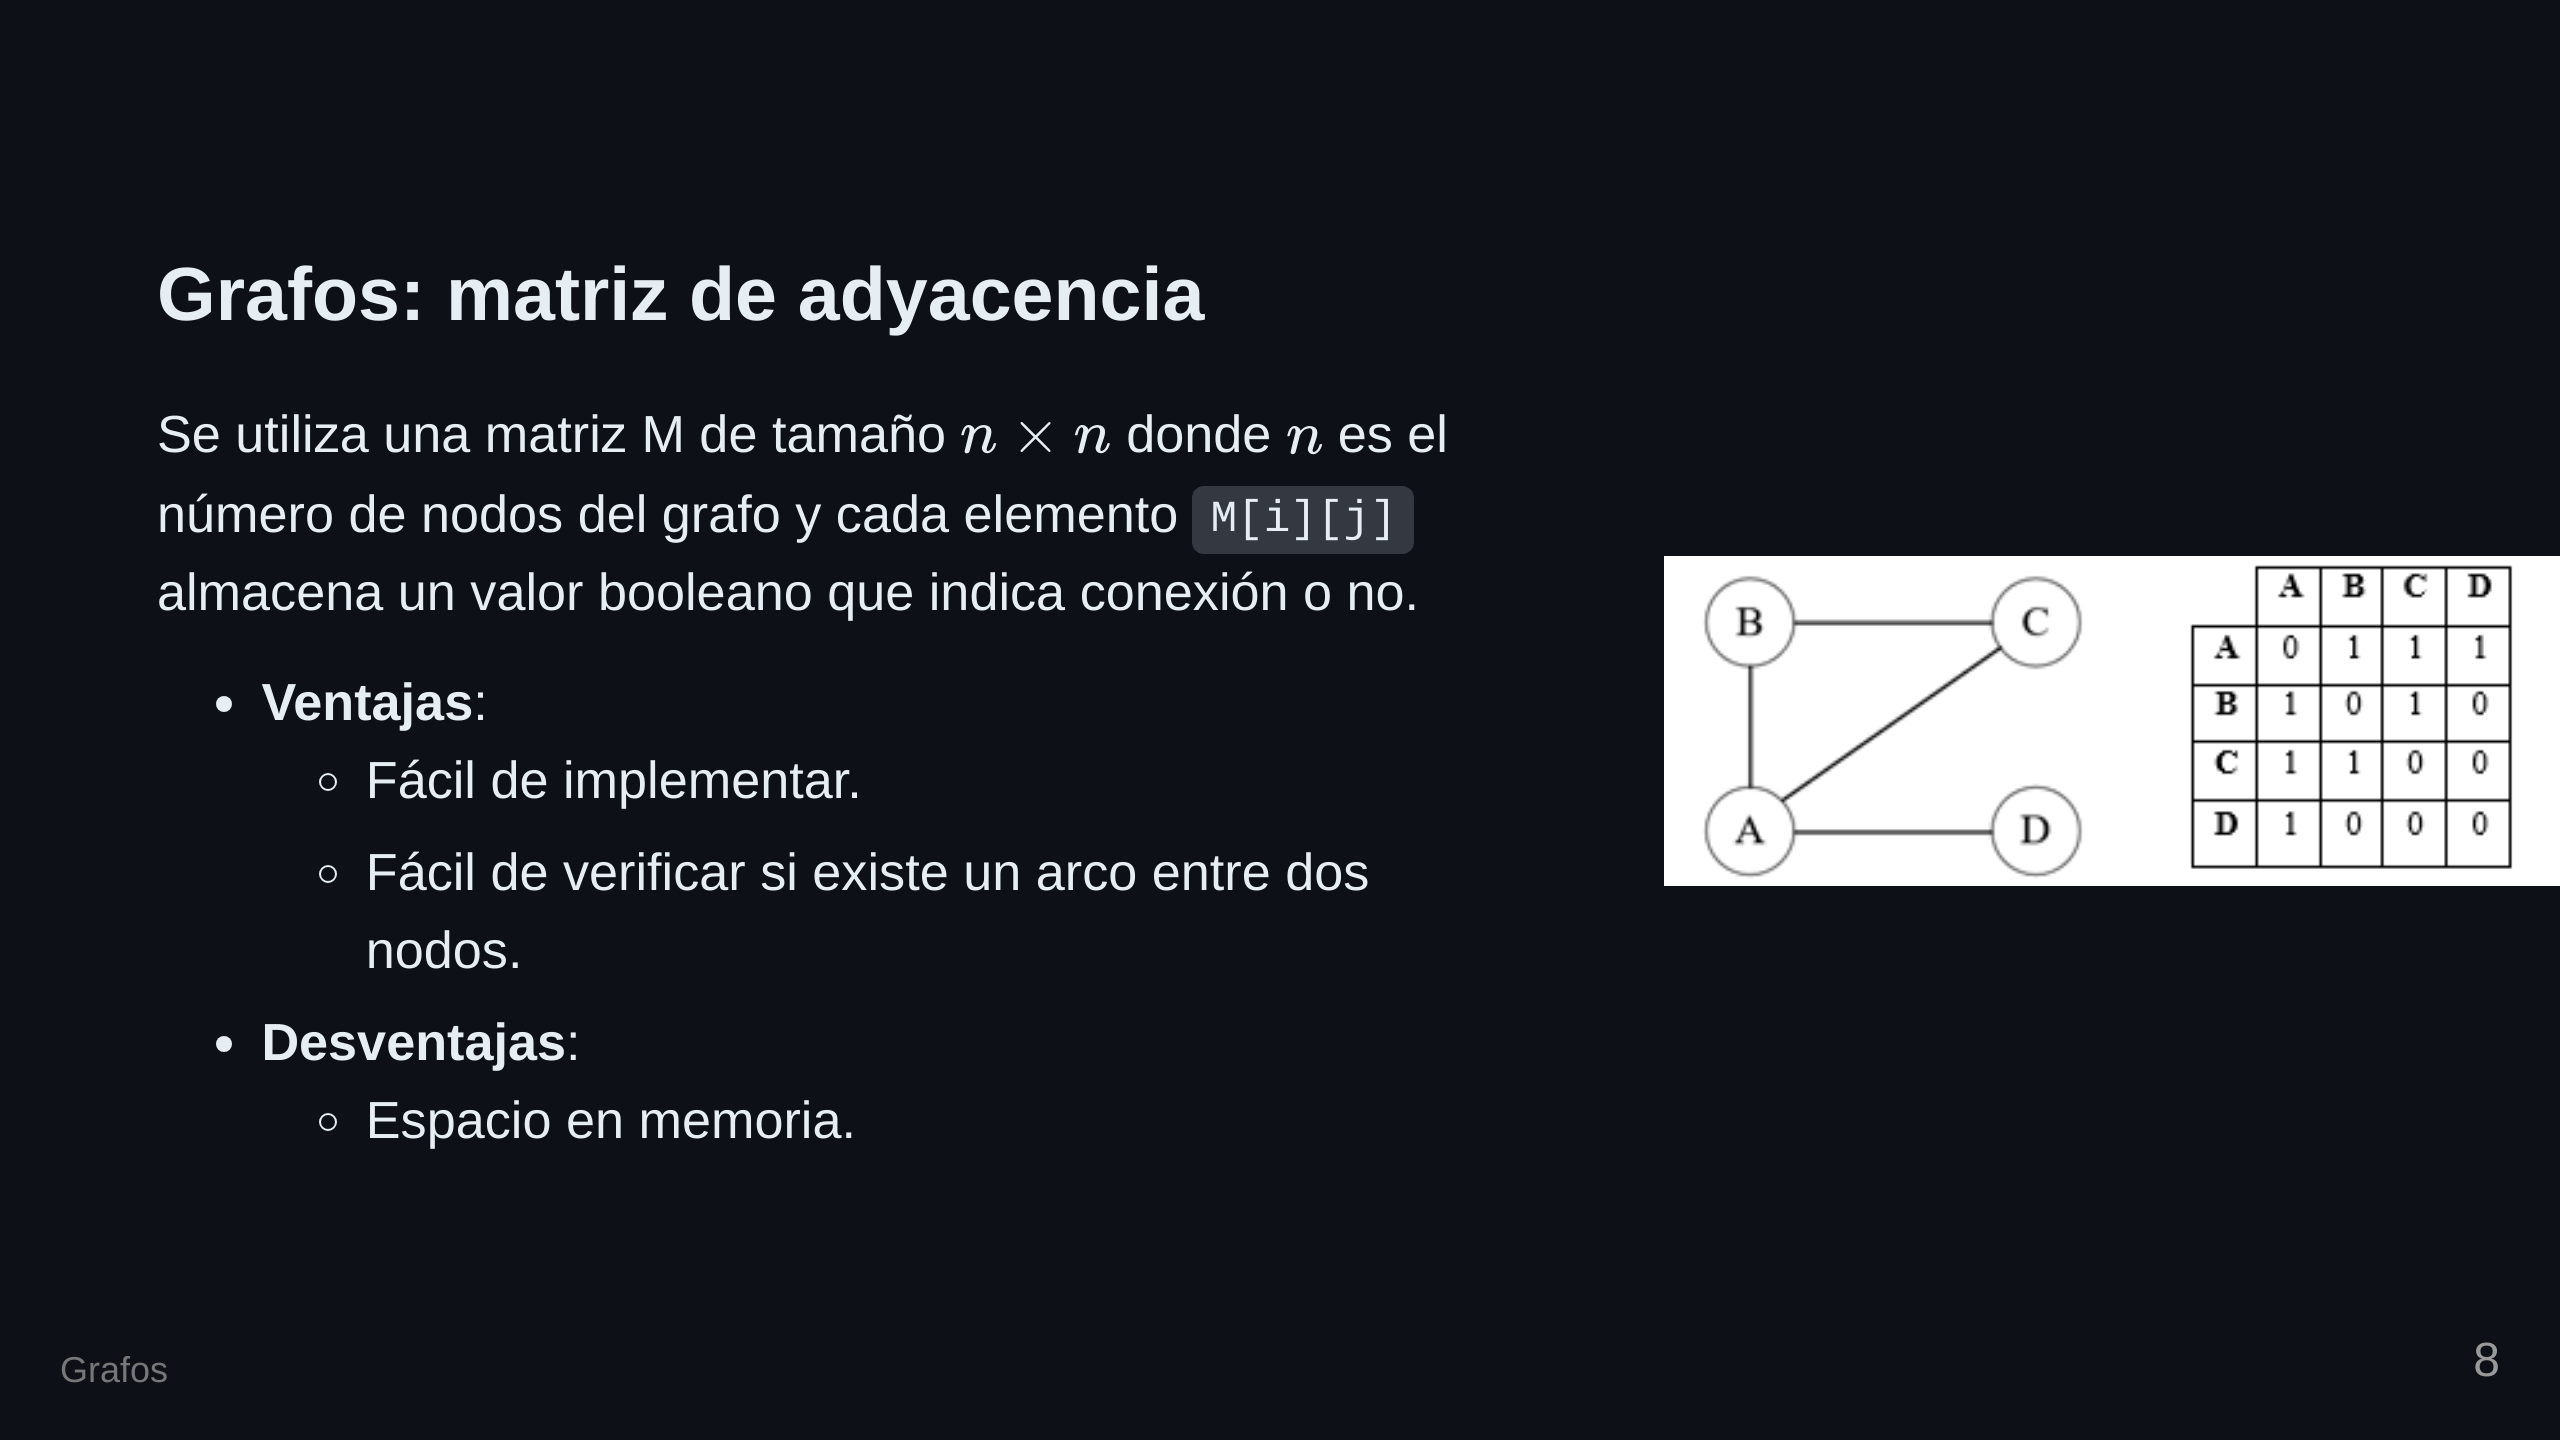 Grafos: matriz de adyacencia
Se utiliza una matriz M de tamaño n × n donde n es el
número de nodos del grafo y cada elemento M[i][j]
almacena un valor booleano que indica conexión o no.
• Ventajas:
◦ Fácil de implementar.
◦ Fácil de verificar si existe un arco entre dos
nodos.
• Desventajas:
◦ Espacio en memoria.
B C
A D
A B C D
A 0 1 1 1
B 1 0 1 0
C 1 1 0 0
D 1 0 0 0
Grafos
8